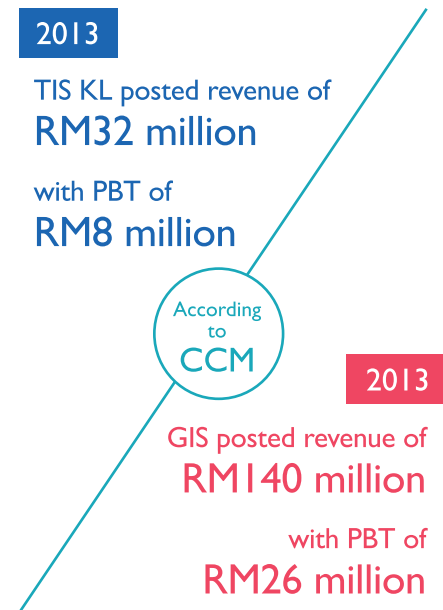 2013
TIS KL posted revenue of
RM32 million
with PBT of
RM8 million
According
to
CCM
2013
GIS posted revenue of
RM140 million
with PBT of
RM26 million